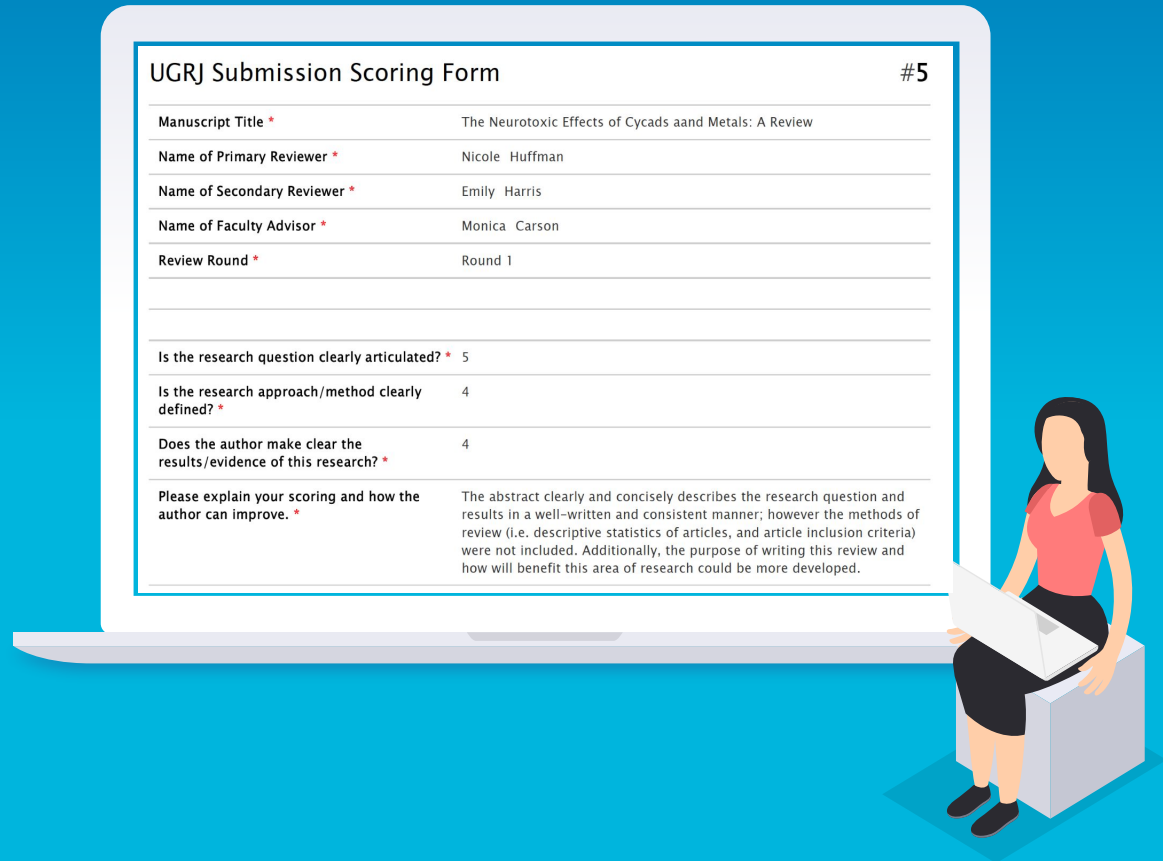 UGRJ Submission Scoring Form #5
Manuscript Title * The Neurotoxic Effects of Cycads aand Metals: A Review
Name of Primary Reviewer * Nicole Huffman
Name of Secondary Reviewer * Emily Harris
Name of Faculty Advisor * Monica Carson
Review Round * Round 1
Is the research question clearly articulated? * 5
Is the research approach/method clearly 4
defined? *
Does the author make clear the 4
results/evidence of this research? *
Please explain your scoring and how the
author can improve. *
The abstract clearly and concisely describes the research question and
results in a well-written and consistent manner; however the methods of
review (i.e. descriptive statistics of articles, and article inclusion criteria)
were not included. Additionally, the purpose of writing this review and
how will benefit this area of research could be more developed.